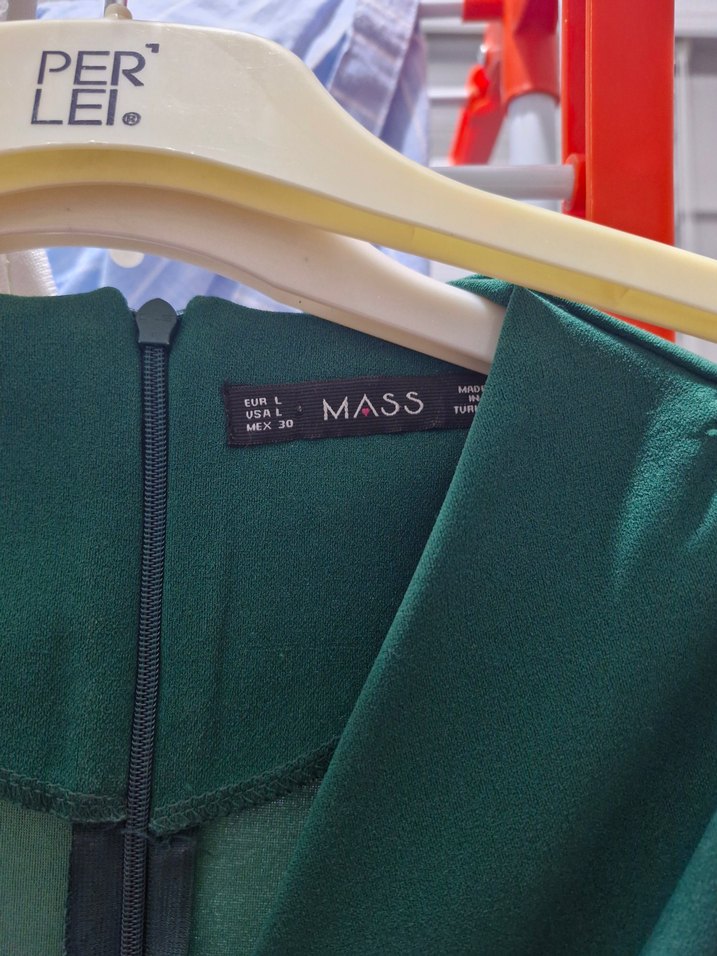 PER
LEI®
EUR L
USA L
MEX 30
MASS
MADE
IN